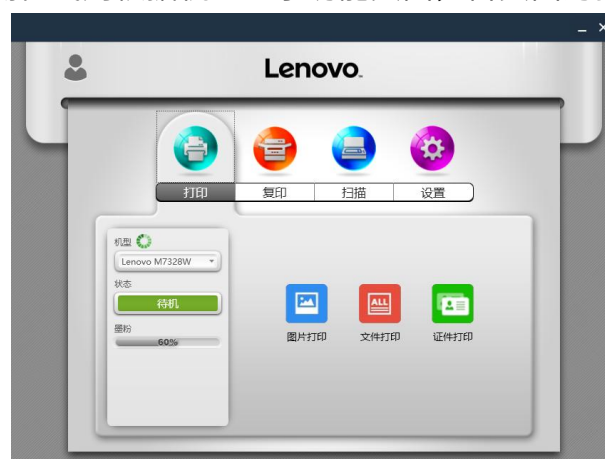 Lenovo
打印 复印 扫描 设置
机型
Lenovo M7328W
状态
待机
墨粉
60%
ALL
图片打印 文件打印 证件打印